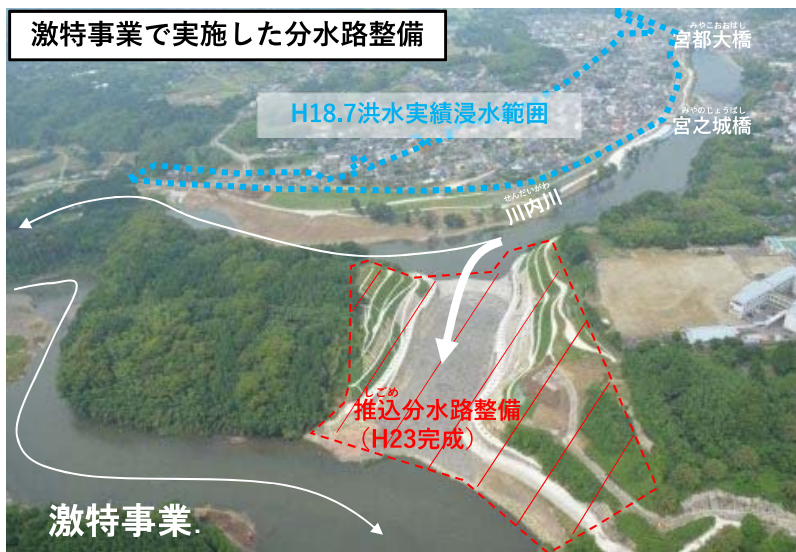 激特事業で実施した分水路整備
みやこおおはし
宮都大橋
H18.7洪水実績浸水範囲
みやのじょうばし
宮之城橋
せんだいがわ
川内川
しこめ
推込分水路整備
（H23完成）
激特事業.